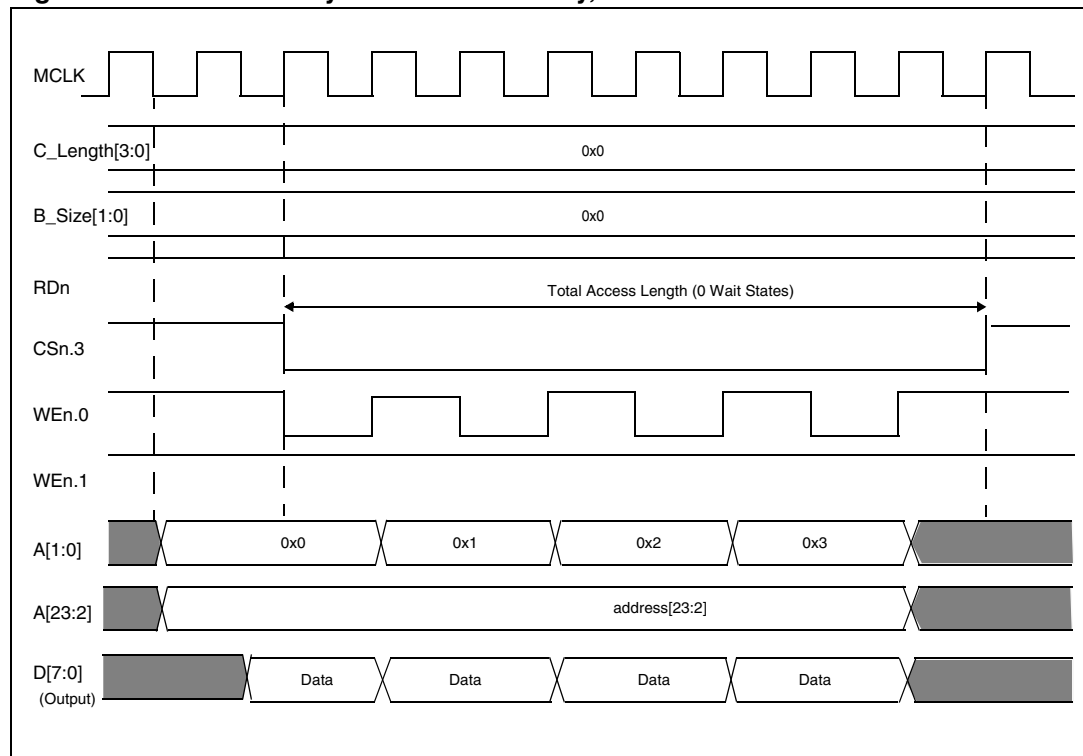 MCLK
C_Length[3:0]
0x0
B_Size[1:0]
0x0
RDn
Total Access Length (0 Wait States)
CSn.3
WEn.0
WEn.1
A[1:0]
0x0
0x1
0x2
0x3
A[23:2]
address[23:2]
D[7:0]
(Output)
Data
Data
Data
Data